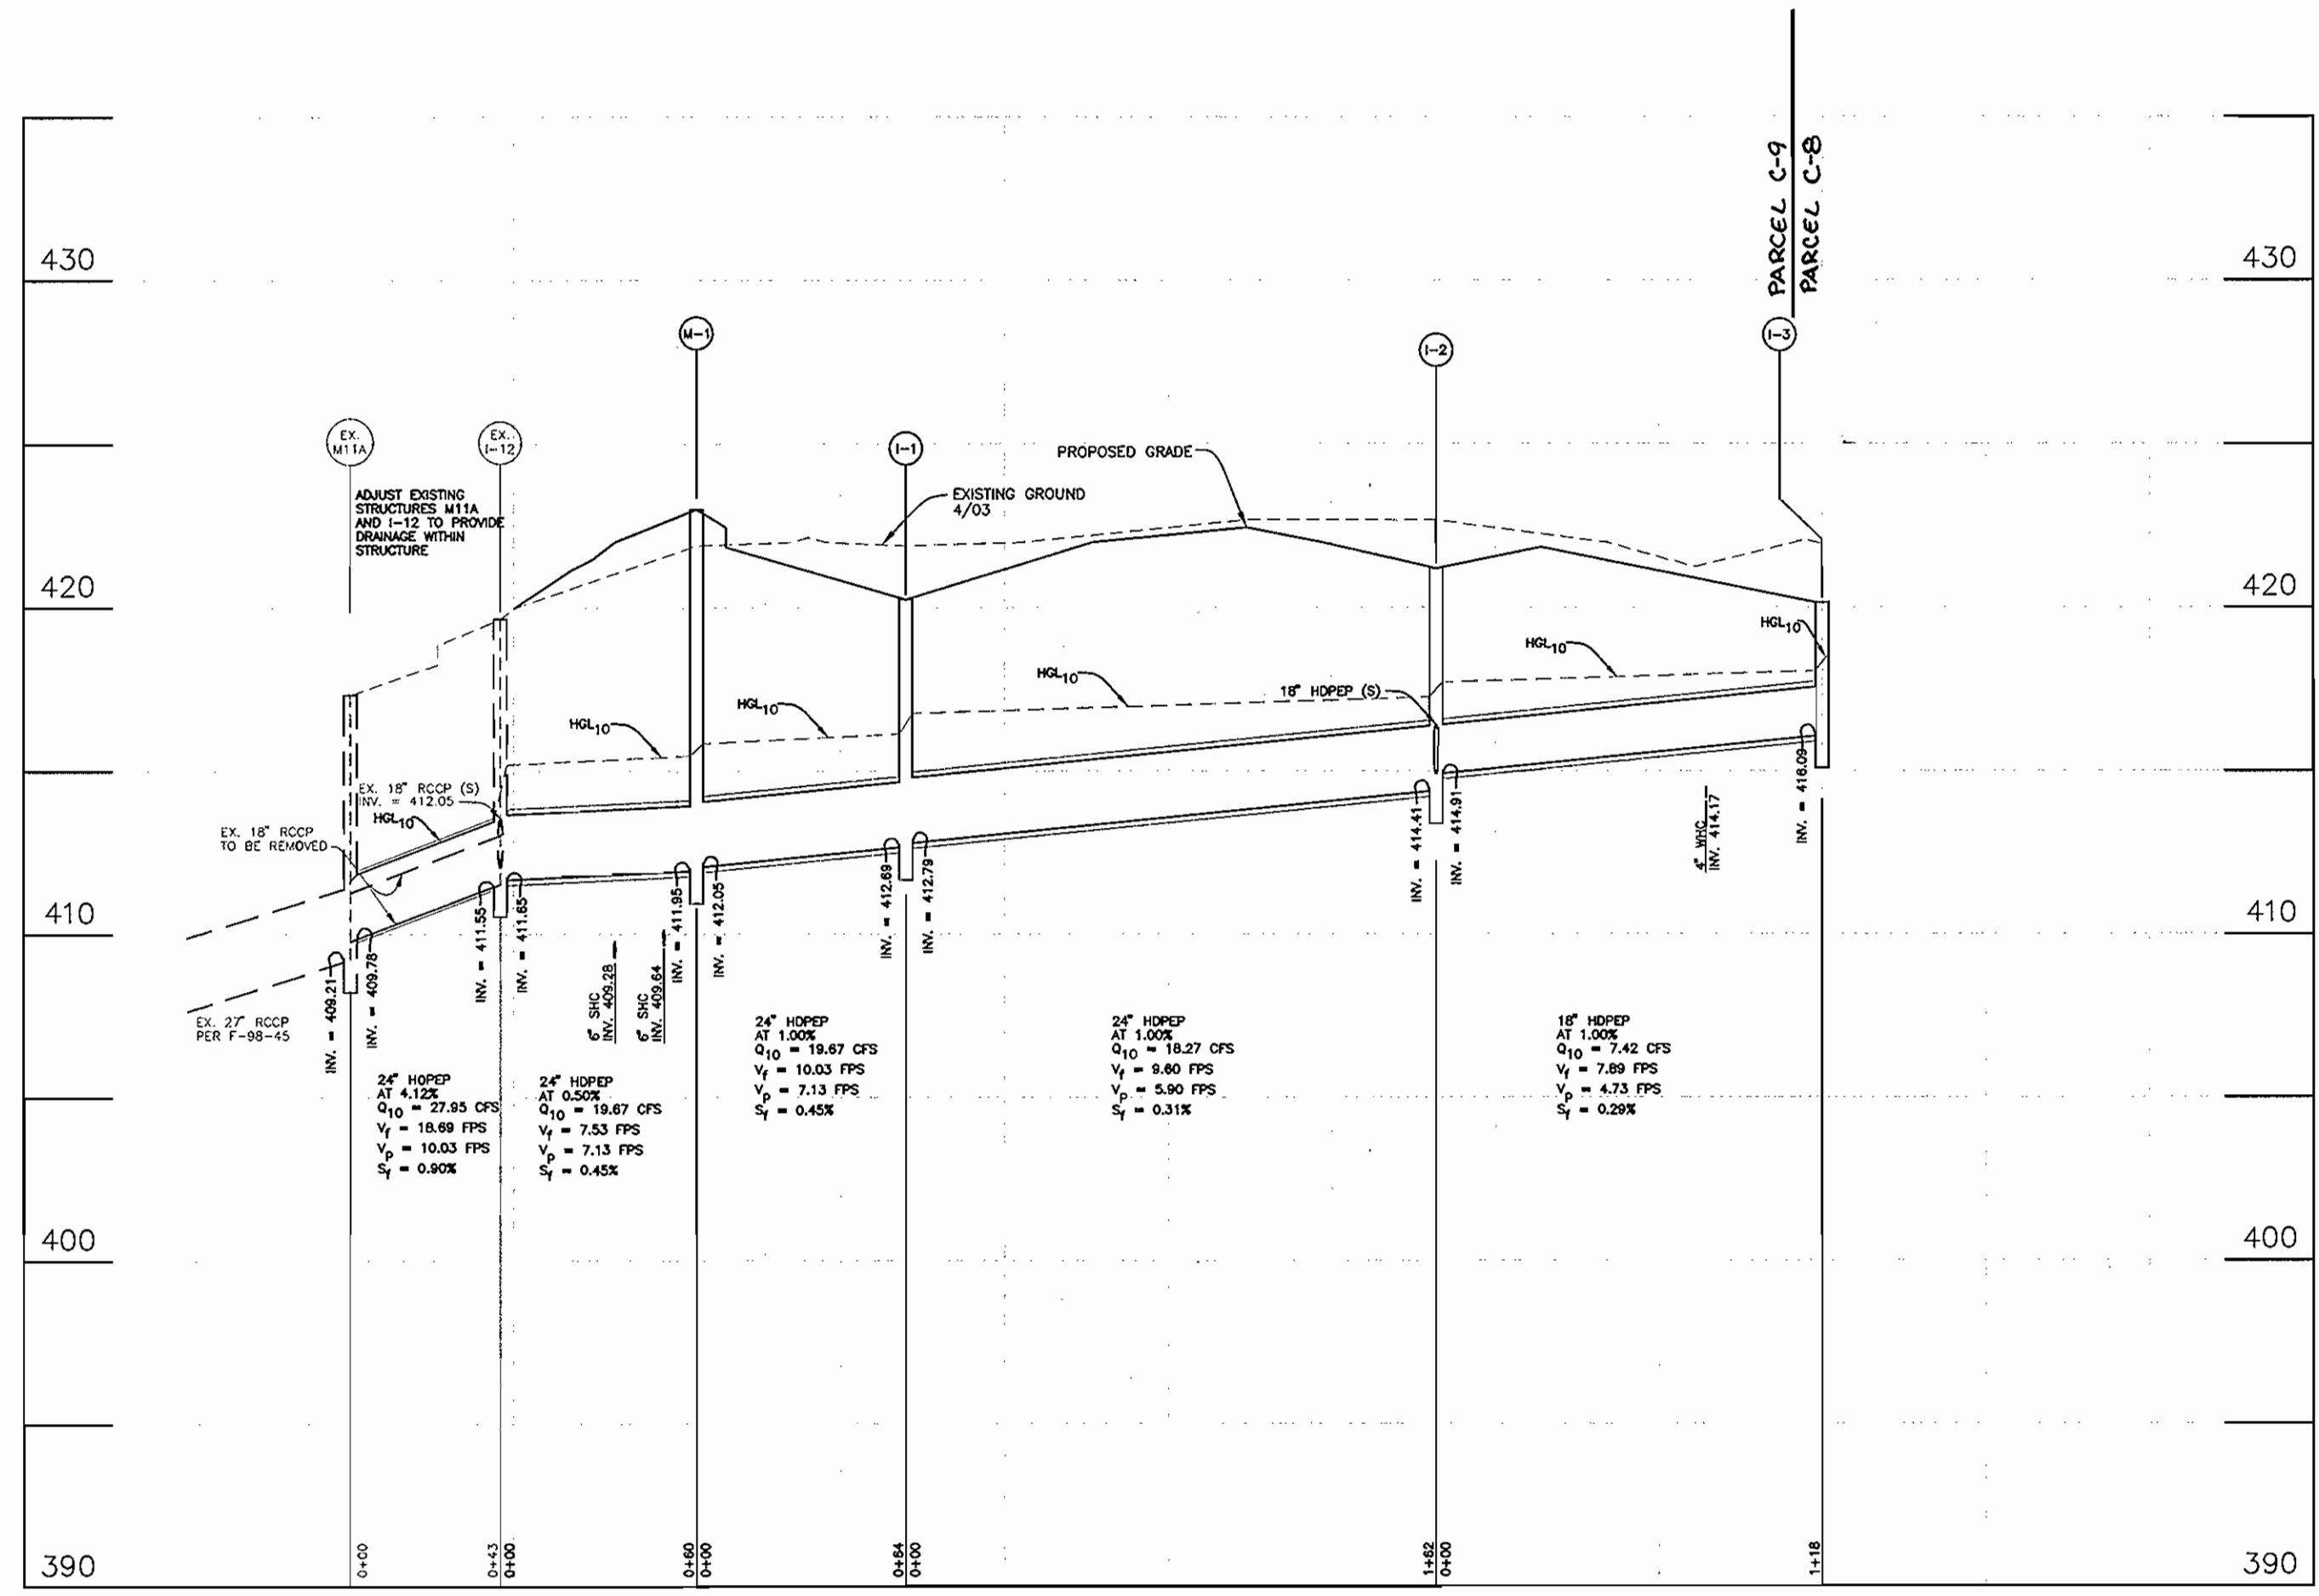 PARCEL C-9
PARCEL C-8
430
430
M-1
I-2
I-3
EX.
M11A
EX.
I-12
I-1
PROPOSED GRADE
ADJUST EXISTING
STRUCTURES M11A
AND I-12 TO PROVIDE
DRAINAGE WITHIN
STRUCTURE
EXISTING GROUND
4/03
420
420
HGL10
HGL10
HGL10
18" HDPEP (S)
HGL10
HGL10
EX. 18" RCCP (S)
INV. = 412.05
HGL10
EX. 18" RCCP
TO BE REMOVED
410
410
INV. = 409.21
INV. = 409.78
INV. = 411.55
INV. = 411.65
6" SHC
INV. 409.28
6" SHC
INV. 409.64
INV. = 411.95
INV. = 412.05
INV. = 412.69
INV. = 412.79
INV. = 414.41
INV. = 414.91
4" WHC
INV. 414.17
INV. = 416.09
EX. 27" RCCP
PER F-98-45
24" HDPEP
AT 4.12%
Q10 = 27.95 CFS
Vf = 18.69 FPS
Vp = 10.03 FPS
Sf = 0.90%
24" HDPEP
AT 0.50%
Q10 = 19.67 CFS
Vf = 7.53 FPS
Vp = 7.13 FPS
Sf = 0.45%
24" HDPEP
AT 1.00%
Q10 = 19.67 CFS
Vf = 10.03 FPS
Vp = 7.13 FPS
Sf = 0.45%
24" HDPEP
AT 1.00%
Q10 = 18.27 CFS
Vf = 9.60 FPS
Vp = 5.90 FPS
Sf = 0.31%
18" HDPEP
AT 1.00%
Q10 = 7.42 CFS
Vf = 7.89 FPS
Vp = 4.73 FPS
Sf = 0.29%
400
400
390
0+00
0+43
0+00
0+60
0+00
0+64
0+00
1+62
0+00
1+18
390